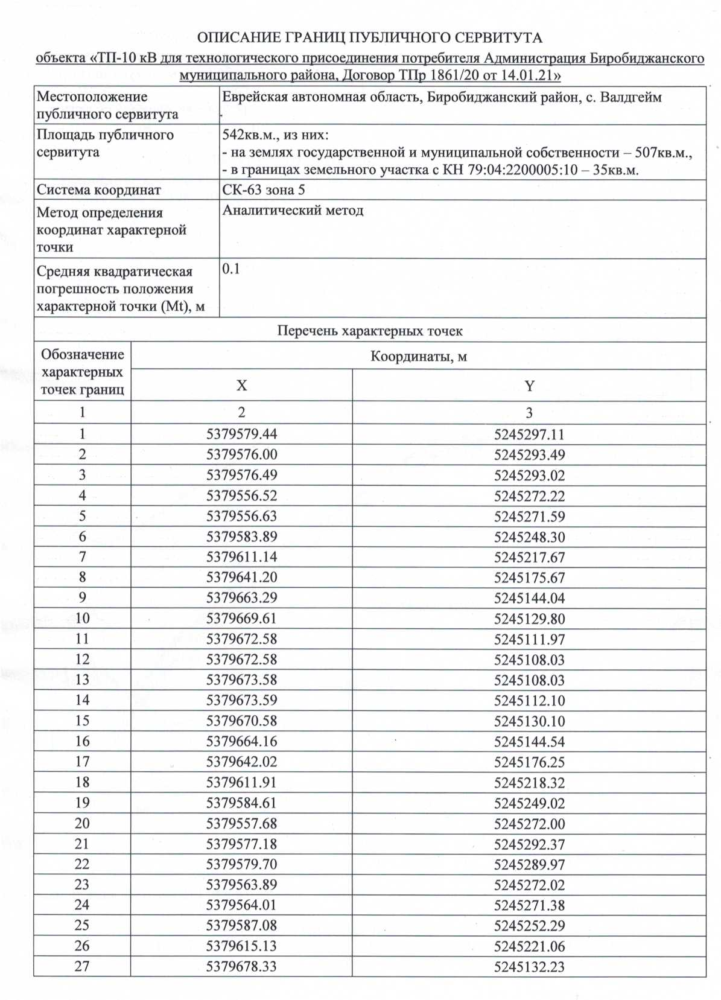 ОПИСАНИЕ ГРАНИЦ ПУБЛИЧНОГО СЕРВИТУТА
объекта «ТП-10 кВ для технологического присоединения потребителя Администрация Биробиджанского
муниципального района, Договор ТПр 1861/20 от 14.01.21»
Местоположение
публичного сервитута
Еврейская автономная область, Биробиджанский район, с. Валдгейм
Площадь публичного
сервитута
542кв.м., из них:
- на землях государственной и муниципальной собственности – 507кв.м.,
- в границах земельного участка с КН 79:04:2200005:10 – 35кв.м.
Система координат
СК-63 зона 5
Метод определения
координат характерной
точки
Аналитический метод
Средняя квадратическая
погрешность положения
характерной точки (Mt), м
0.1
Перечень характерных точек
Обозначение
характерных
точек границ
Координаты, м
X Y
1 2 3
1 5379579.44 5245297.11
2 5379576.00 5245293.49
3 5379576.49 5245293.02
4 5379556.52 5245272.22
5 5379556.63 5245271.59
6 5379583.89 5245248.30
7 5379611.14 5245217.67
8 5379641.20 5245175.67
9 5379663.29 5245144.04
10 5379669.61 5245129.80
11 5379672.58 5245111.97
12 5379672.58 5245108.03
13 5379673.58 5245108.03
14 5379673.59 5245112.10
15 5379670.58 5245130.10
16 5379664.16 5245144.54
17 5379642.02 5245176.25
18 5379611.91 5245218.32
19 5379584.61 5245249.02
20 5379557.68 5245272.00
21 5379577.18 5245292.37
22 5379579.70 5245289.97
23 5379563.89 5245272.02
24 5379564.01 5245271.38
25 5379587.08 5245252.29
26 5379615.13 5245221.06
27 5379678.33 5245132.23